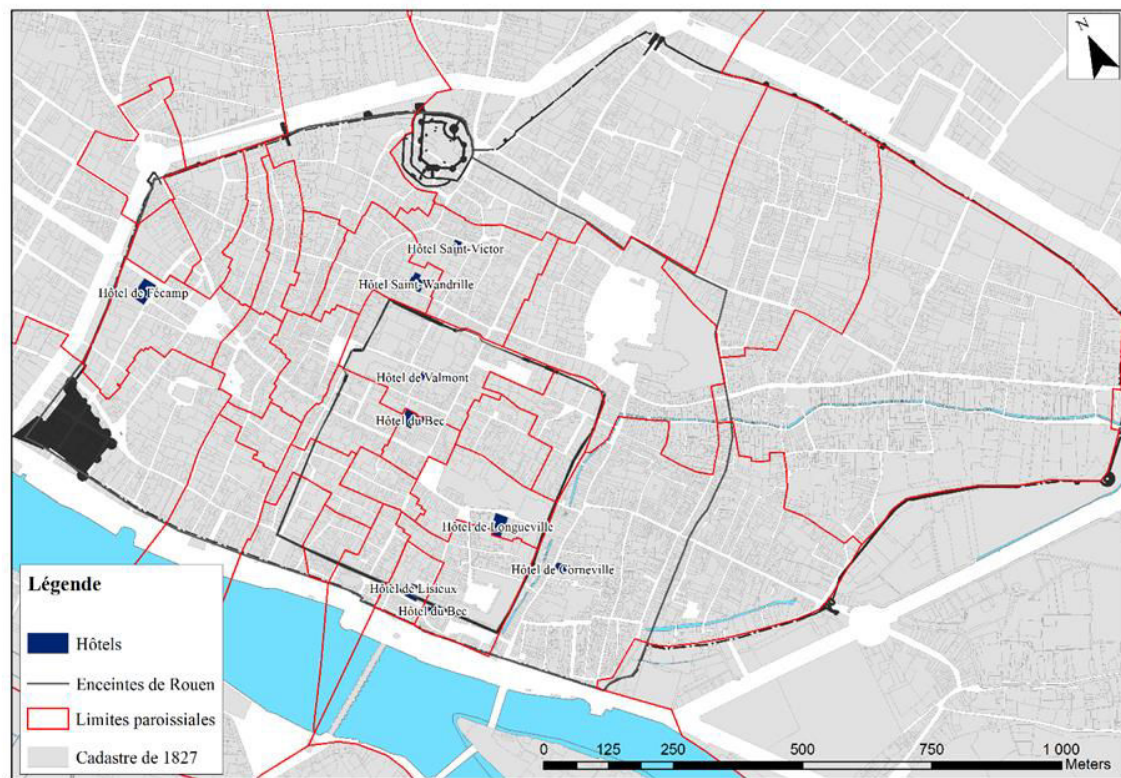 N
Hôtel Saint-Victor
Hôtel Saint-Wandrille
Hôtel de Fécamp
Hôtel de Valmont
Hôtel du Bec
Hôtel de Longueville
Hôtel de Corneville
Hôtel de Lisieux
Hôtel du Bec
Légende
Hôtels
Enceintes de Rouen
Limites paroissiales
Cadastre de 1827
0 125 250 500 750 1 000
Meters